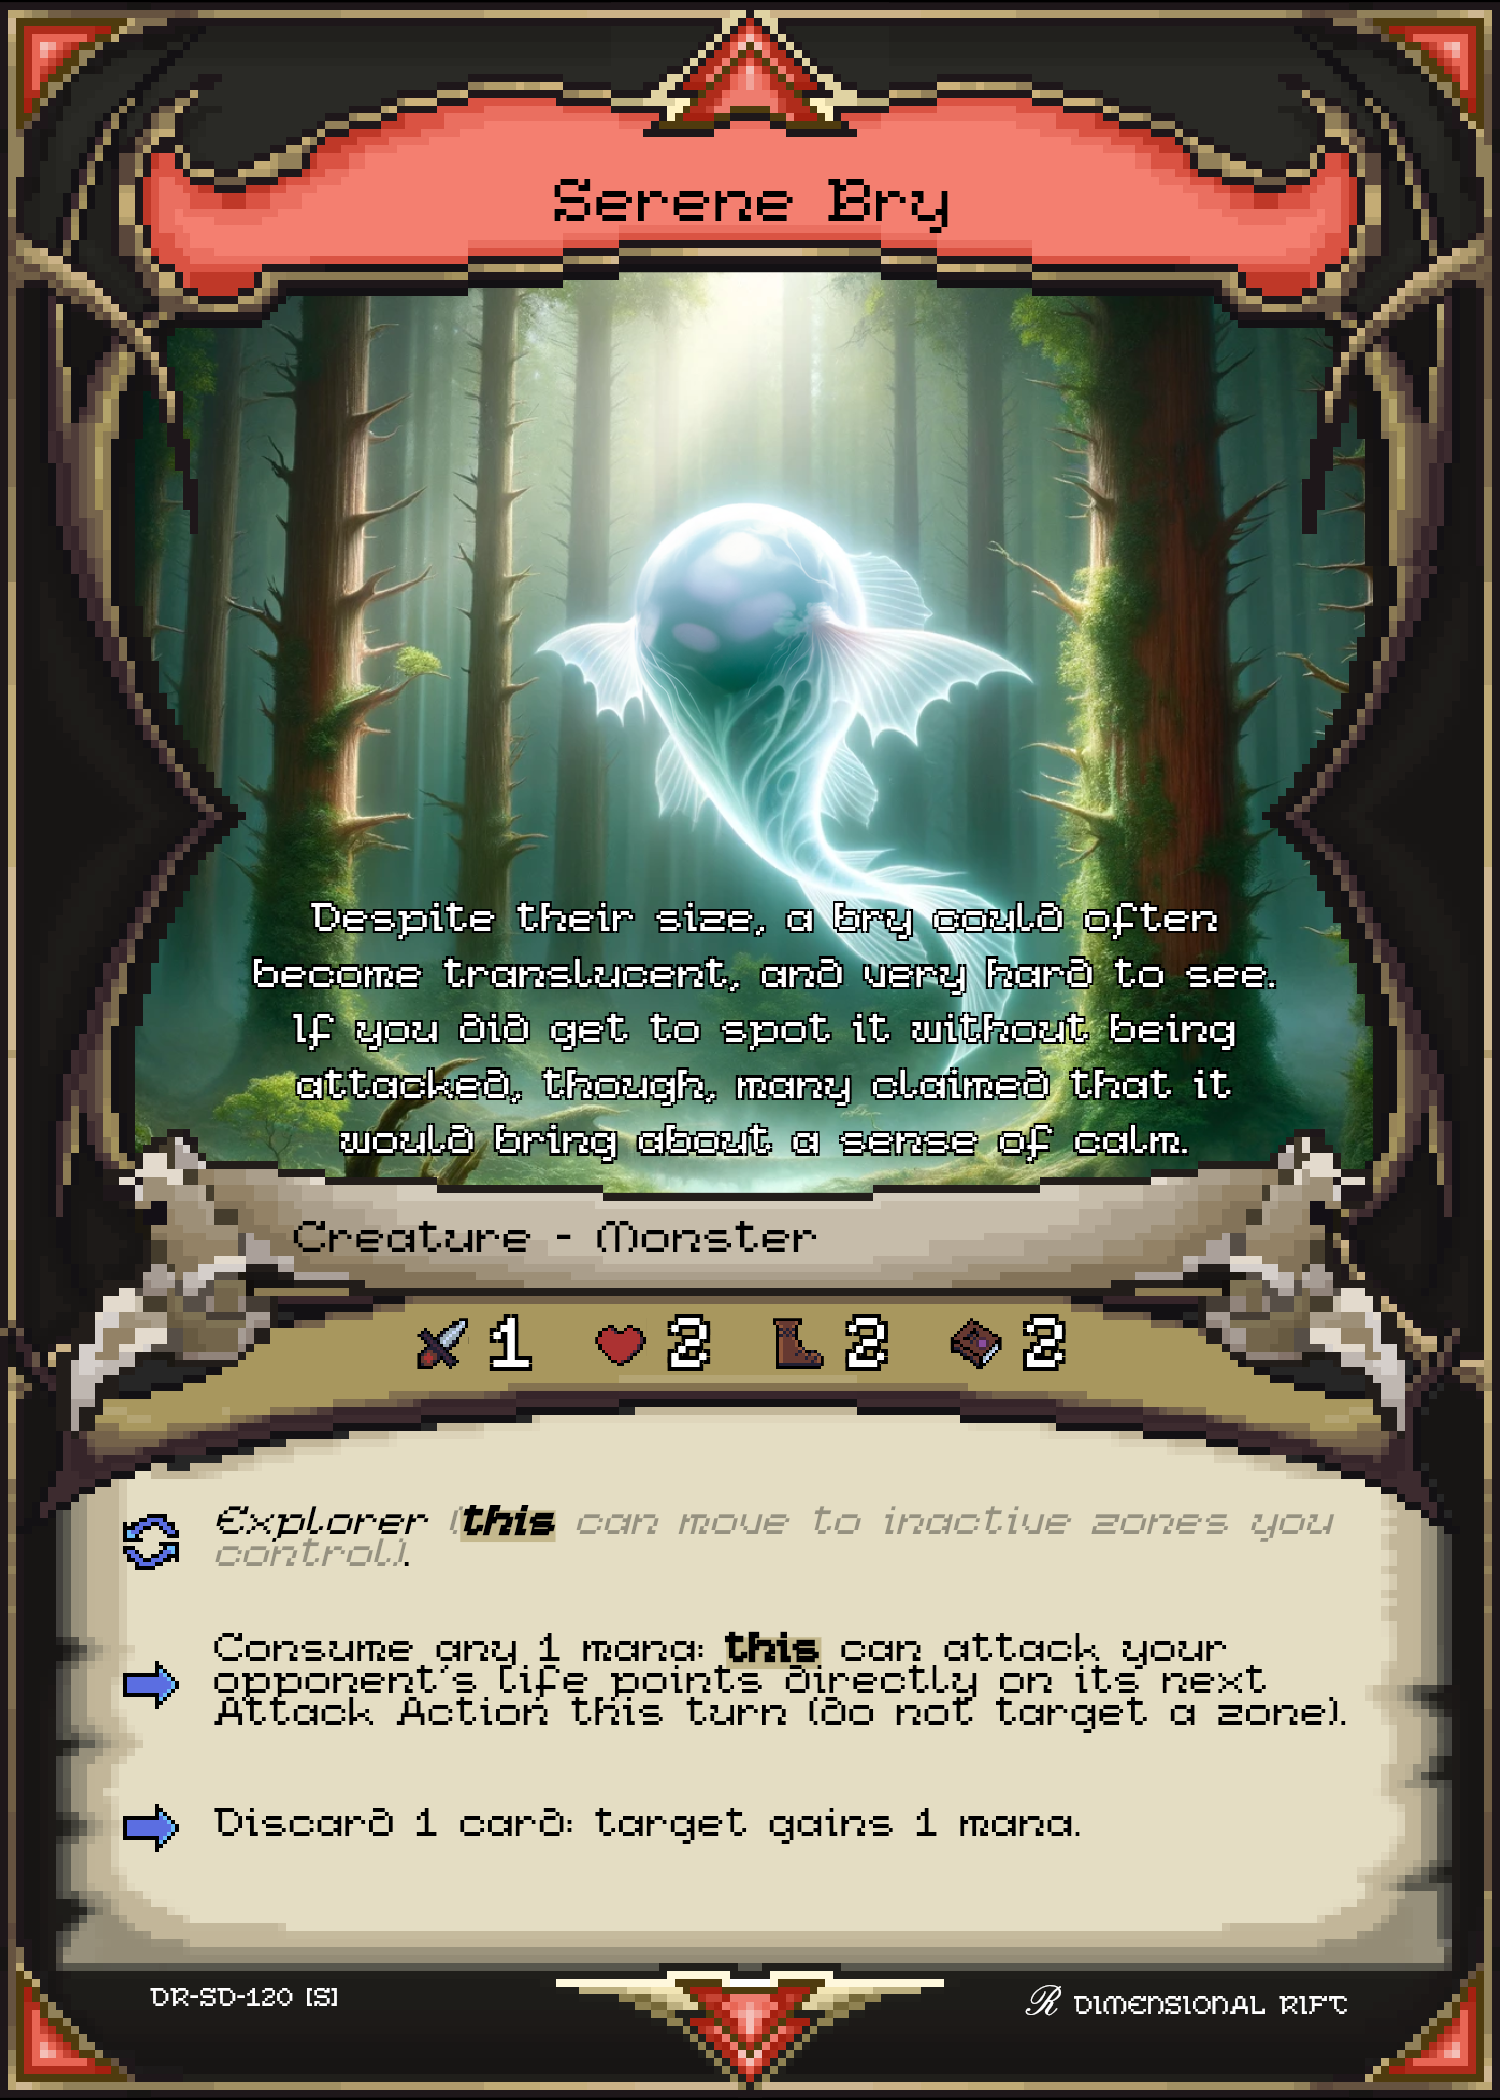 Serene Bry
Despite their size, a bry could often
become translucent, and very hard to see.
If you did get to spot it without being
attacked, though, many claimed that it
would bring about a sense of calm.
Creature - Monster
1 2 2 2
Explorer (this can move to inactive zones you
control).
Consume any 1 mana: this can attack your
opponent's life points directly on its next
Attack Action this turn (do not target a zone).
Discard 1 card: target gains 1 mana.
DR-SD-120 [S]
R DIMENSIONAL RIFT